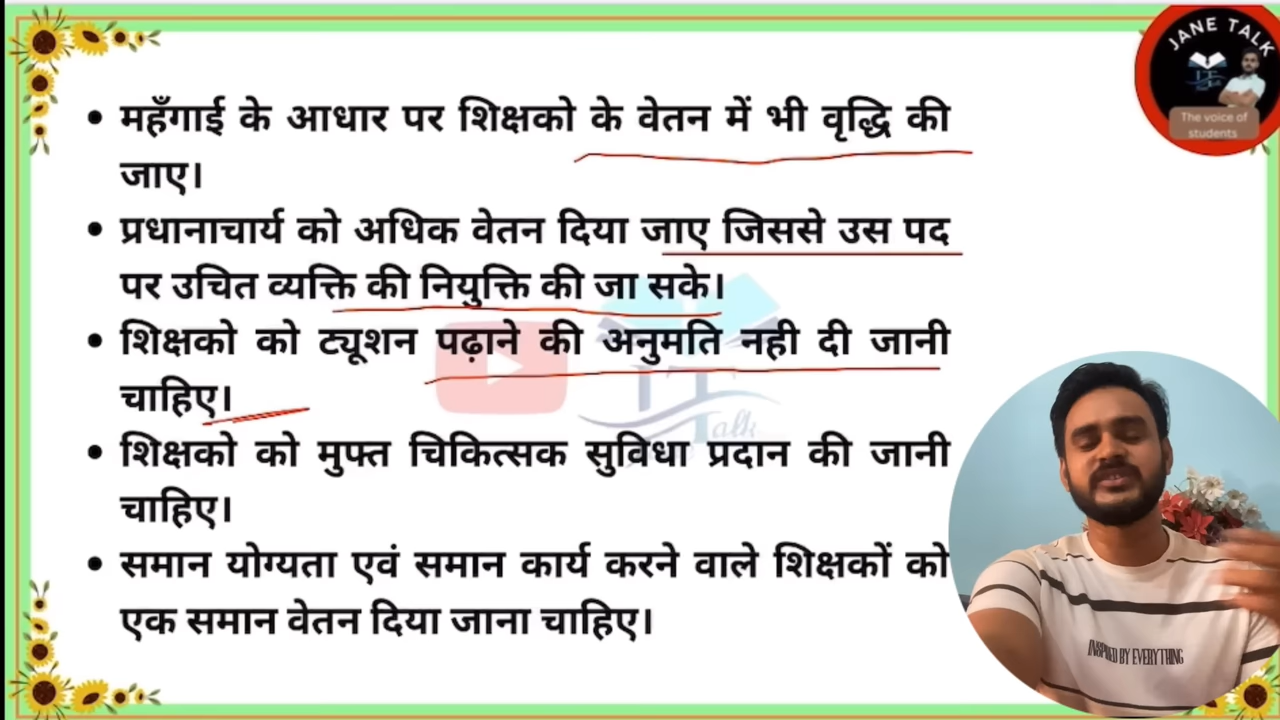 JANE TALK
The voice of
students
महँगाई के आधार पर शिक्षको के वेतन में भी वृद्धि की
जाए।
प्रधानाचार्य को अधिक वेतन दिया जाए जिससे उस पद
पर उचित व्यक्ति की नियुक्ति की जा सके।
शिक्षको को ट्यूशन पढ़ाने की अनुमति नही दी जानी
चाहिए।
शिक्षको को मुफ्त चिकित्सक सुविधा प्रदान की जानी
चाहिए।
समान योग्यता एवं समान कार्य करने वाले शिक्षकों को
एक समान वेतन दिया जाना चाहिए।
INSPIRED BY EVERYTHING